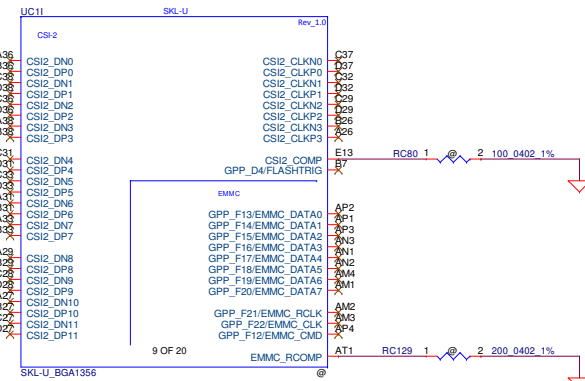 UC1I
SKL-U
Rev_1.0
CSI-2
CSI2_DN0
CSI2_DP0
CSI2_DN1
CSI2_DP1
CSI2_DN2
CSI2_DP2
CSI2_DN3
CSI2_DP3
CSI2_DN4
CSI2_DP4
CSI2_DN5
CSI2_DP5
CSI2_DN6
CSI2_DP6
CSI2_DN7
CSI2_DP7
CSI2_DN8
CSI2_DP8
CSI2_DN9
CSI2_DP9
CSI2_DN10
CSI2_DP10
CSI2_DN11
CSI2_DP11
CSI2_CLKN0 C37
CSI2_CLKP0 D37
CSI2_CLKN1 C32
CSI2_CLKP1 D32
CSI2_CLKN2 C29
CSI2_CLKP2 D29
CSI2_CLKN3 B26
CSI2_CLKP3 A26
CSI2_COMP E13 RC80 1 @ 2 100_0402_1%
GPP_D4/FLASHTRIG B7
EMMC
GPP_F13/EMMC_DATA0 AP2
GPP_F14/EMMC_DATA1 AP1
GPP_F15/EMMC_DATA2 AP3
GPP_F16/EMMC_DATA3 AN3
GPP_F17/EMMC_DATA4 AN1
GPP_F18/EMMC_DATA5 AN2
GPP_F19/EMMC_DATA6 AM4
GPP_F20/EMMC_DATA7 AM1
GPP_F21/EMMC_RCLK AM2
GPP_F22/EMMC_CLK AM3
GPP_F12/EMMC_CMD AP4
9 OF 20
EMMC_RCOMP AT1 RC129 1 @ 2 200_0402_1%
SKL-U_BGA1356
@